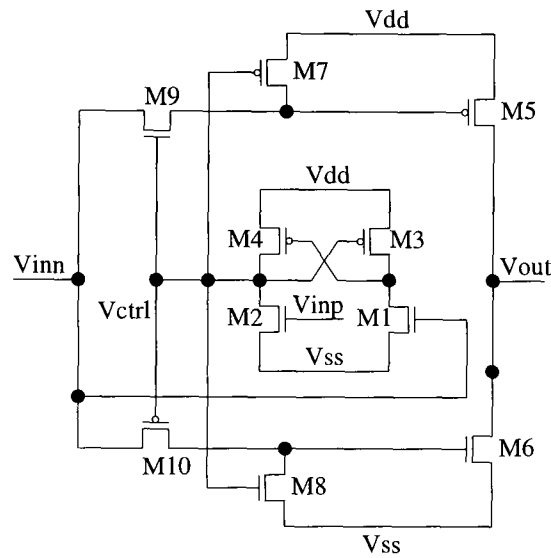 Vdd
M7
M9
M5
Vdd
M4
M3
Vinn
Vout
Vctrl
Vinp
M2
M1
Vss
M6
M10
M8
Vss